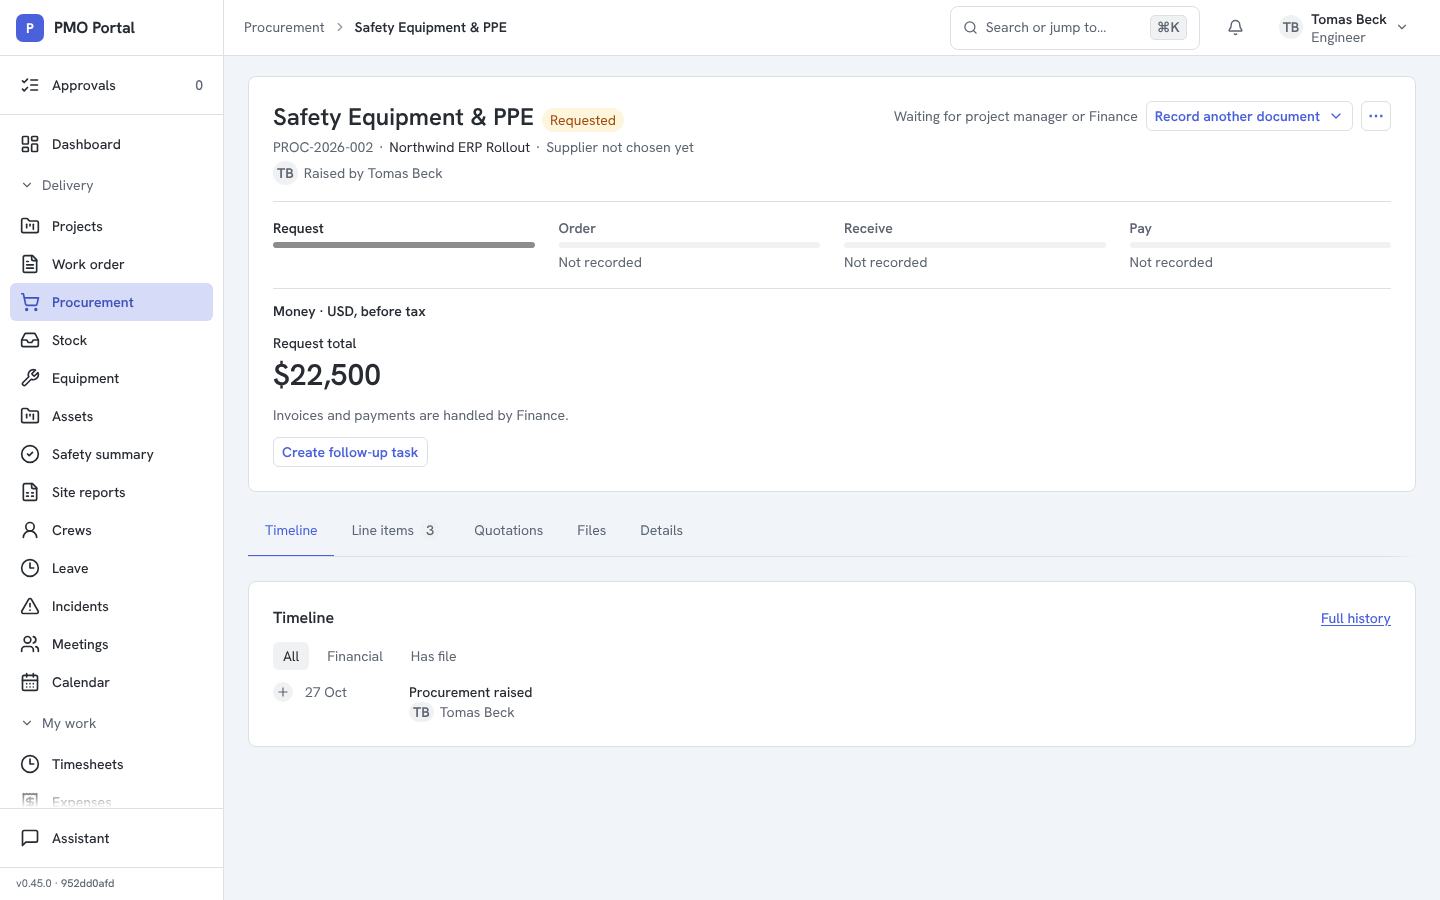 P PMO Portal
Procurement > Safety Equipment & PPE
Search or jump to... ⌘K
TB Tomas Beck
Engineer
Approvals 0
Dashboard
Delivery
Projects
Work order
Procurement
Stock
Equipment
Assets
Safety summary
Site reports
Crews
Leave
Incidents
Meetings
Calendar
My work
Timesheets
Expenses
Assistant
v0.45.0 · 952dd0afd
Safety Equipment & PPE Requested
Waiting for project manager or Finance Record another document
PROC-2026-002 · Northwind ERP Rollout · Supplier not chosen yet
TB Raised by Tomas Beck
Request Order Receive Pay
Not recorded Not recorded Not recorded
Money · USD, before tax
Request total
$22,500
Invoices and payments are handled by Finance.
Create follow-up task
Timeline Line items 3 Quotations Files Details
Timeline Full history
All Financial Has file
27 Oct Procurement raised
TB Tomas Beck